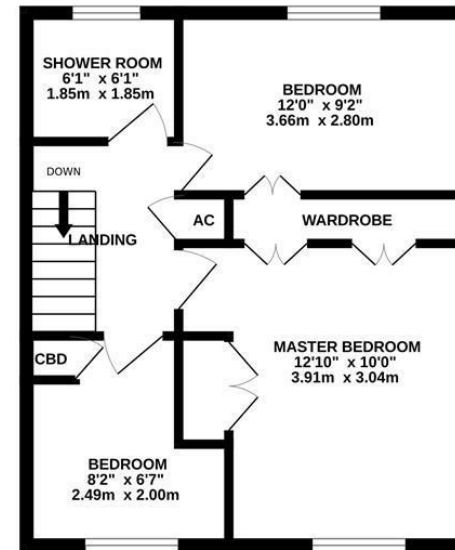 SHOWER ROOM
6'1" x 6'1"
1.85m x 1.85m
BEDROOM
12'0" x 9'2"
3.66m x 2.80m
DOWN
LANDING
AC
WARDROBE
CBD
MASTER BEDROOM
12'10" x 10'0"
3.91m x 3.04m
BEDROOM
8'2" x 6'7"
2.49m x 2.00m